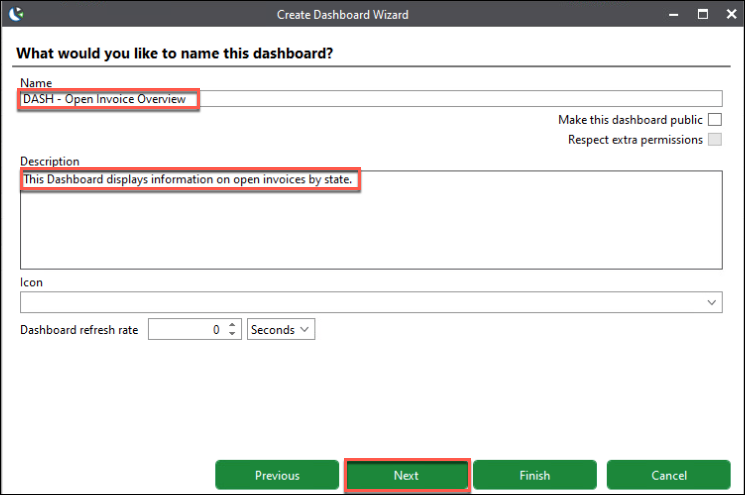 Create Dashboard Wizard
What would you like to name this dashboard?
Name
DASH - Open Invoice Overview
Make this dashboard public
Respect extra permissions
Description
This Dashboard displays information on open invoices by state.
Icon
Dashboard refresh rate 0 Seconds
Previous Next Finish Cancel